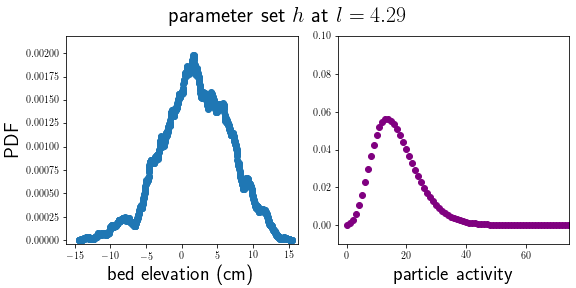 parameter set h at l = 4.29
PDF
0.00200
0.00175
0.00150
0.00125
0.00100
0.00075
0.00050
0.00025
0.00000
−15 −10 −5 0 5 10 15
bed elevation (cm)
0.10
0.08
0.06
0.04
0.02
0.00
0 20 40 60
particle activity